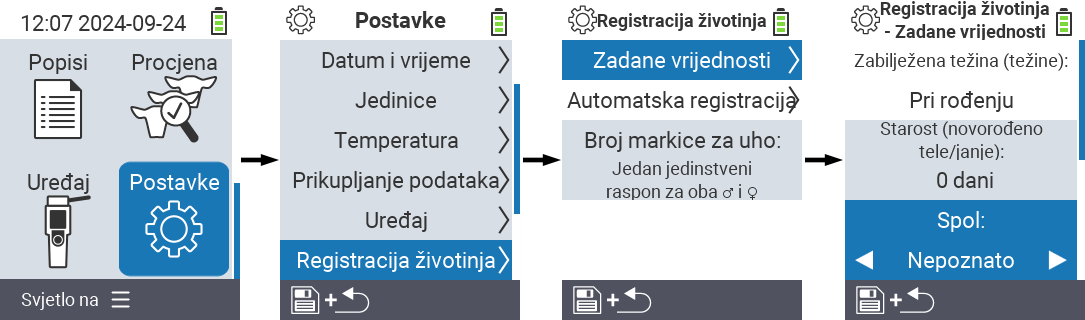 12:07 2024-09-24
Popisi
Procjena
Uređaj
Postavke
Svjetlo na
Postavke
Datum i vrijeme
Jedinice
Temperatura
Prikupljanje podataka
Uređaj
Registracija životinja
+
Registracija životinja
Zadane vrijednosti
Automatska registracija
Broj markice za uho:
Jedan jedinstveni
raspon za oba ♂ i ♀
+
Registracija životinja
- Zadane vrijednosti
Zabilježena težina (težine):
Pri rođenju
Starost (novorođeno
tele/janje):
0 dani
Spol:
Nepoznato
+